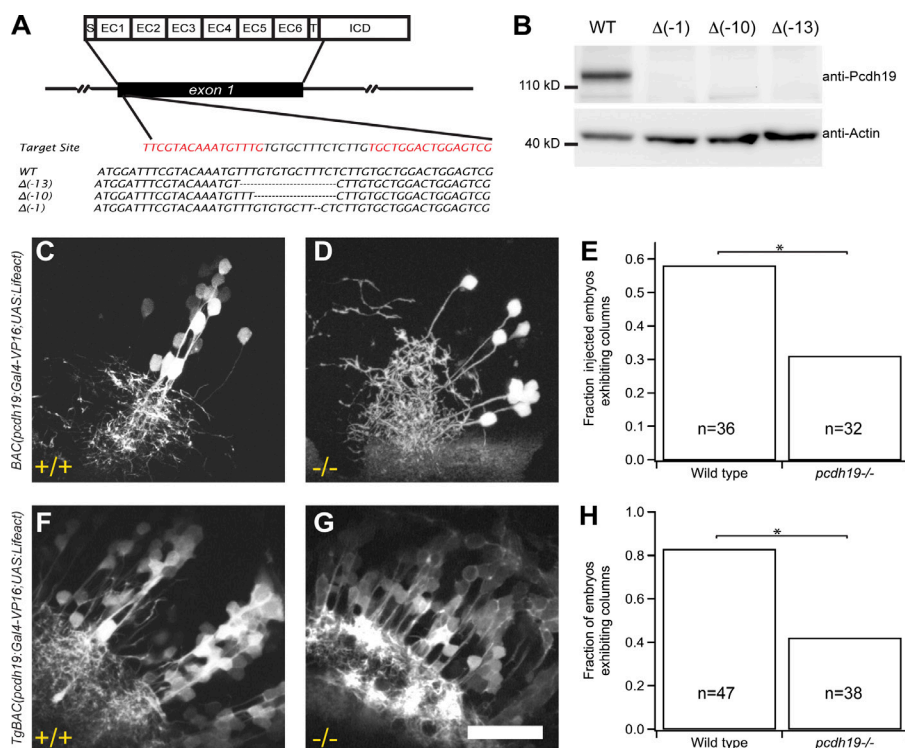 A
S EC1 EC2 EC3 EC4 EC5 EC6 T ICD
exon 1
Target Site TTCGTACAAATGTTTGTGTGCTTTCTCTTGTGCTGGACTGGAGTCG
WT ATGGATTTCGTACAAATGTTTGTGTGCTTTCTCTTGTGCTGGACTGGAGTCG
Δ(-13) ATGGATTTCGTACAAATGT-------------CTTGTGCTGGACTGGAGTCG
Δ(-10) ATGGATTTCGTACAAATGTTT----------CTTGTGCTGGACTGGAGTCG
Δ(-1) ATGGATTTCGTACAAATGTTTGTGTGCTT--CTCTTGTGCTGGACTGGAGTCG
B
WT Δ(-1) Δ(-10) Δ(-13)
110 kD
anti-Pcdh19
40 kD
anti-Actin
BAC(pcdh19:Gal4-VP16;UAS:Lifeact)
C
+/+
D
-/-
E
Fraction injected embryos
exhibiting columns
0.6
0.5
0.4
0.3
0.2
0.1
0.0
*
n=36
n=32
Wild type
pcdh19-/-
TgBAC(pcdh19:Gal4-VP16;UAS:Lifeact)
F
+/+
G
-/-
H
Fraction of embryos
exhibiting columns
1.0
0.8
0.6
0.4
0.2
0.0
*
n=47
n=38
Wild type
pcdh19-/-